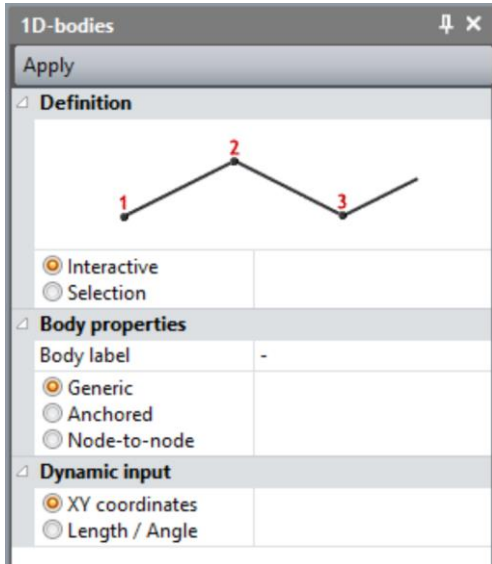 1D-bodies
Apply
Definition
2
1
3
Interactive
Selection
Body properties
Body label -
Generic
Anchored
Node-to-node
Dynamic input
XY coordinates
Length / Angle